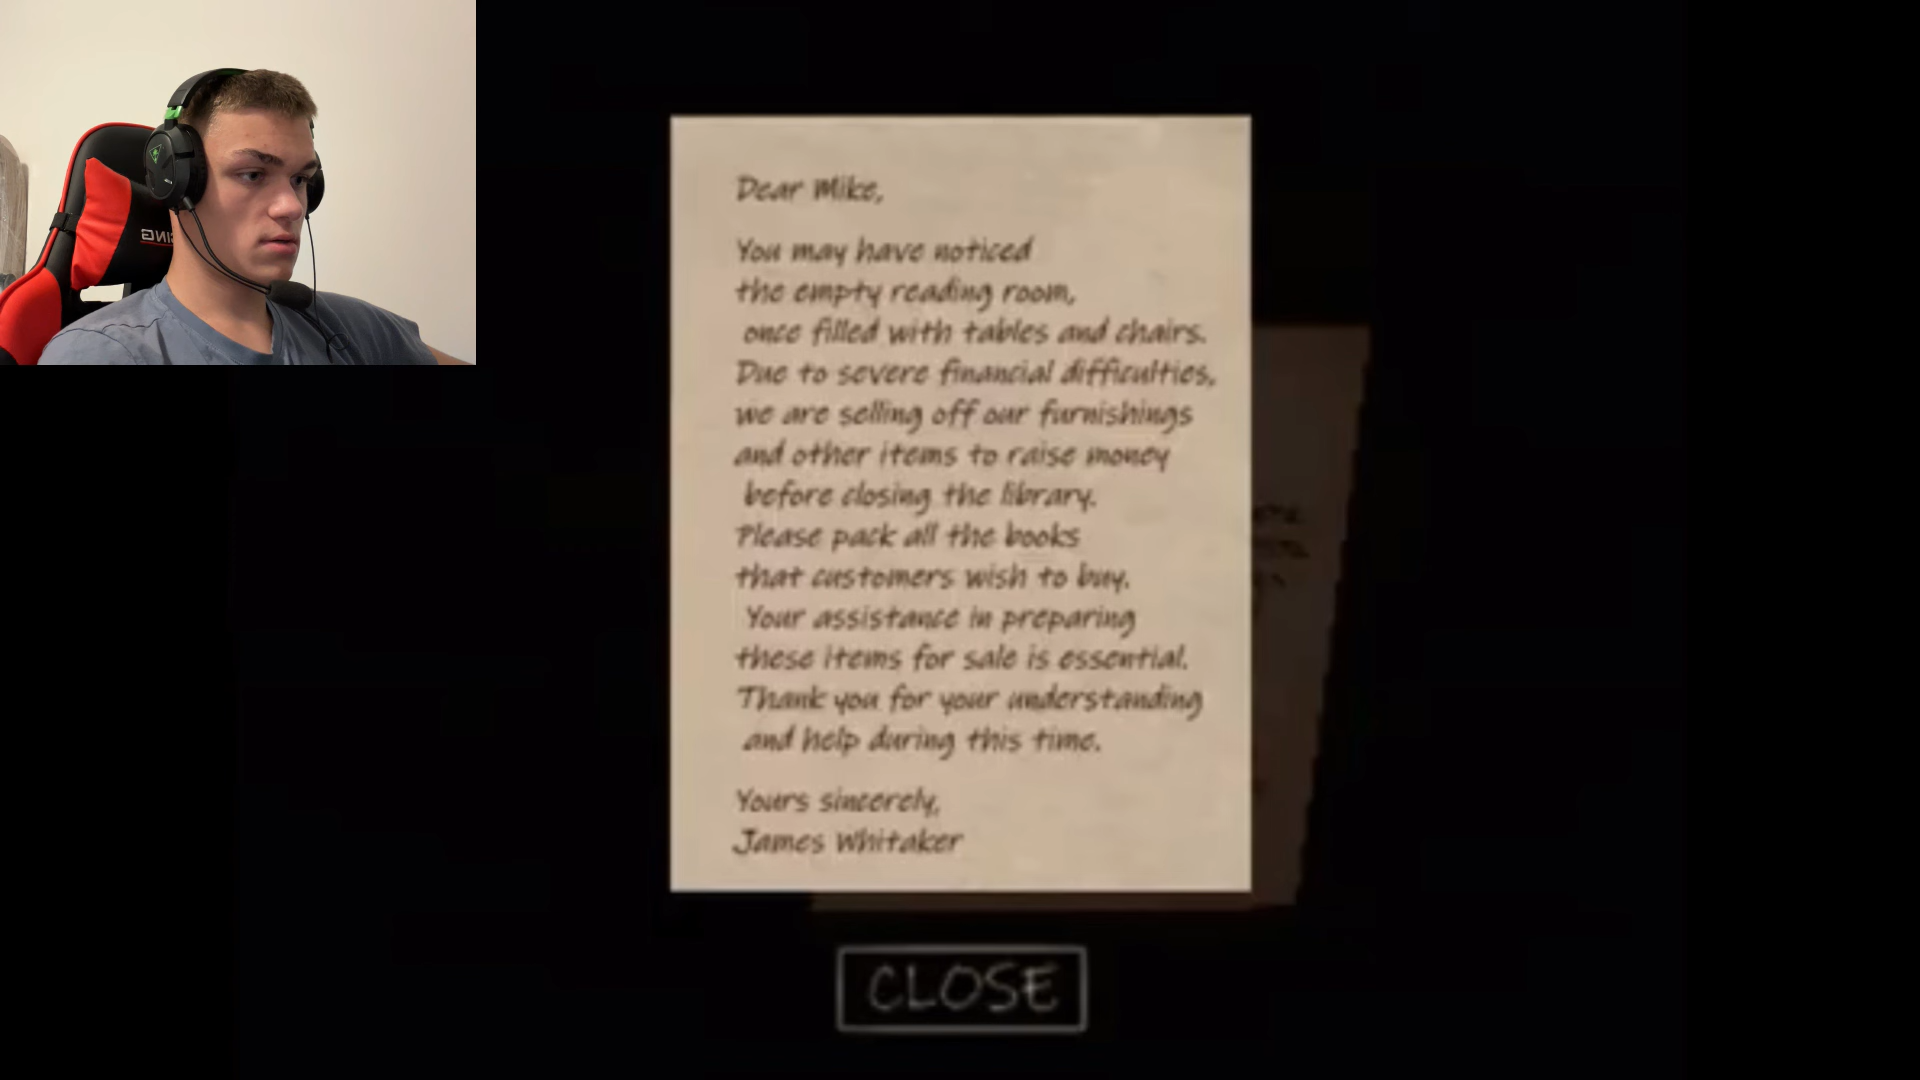 Dear Mike,
You may have noticed
the empty reading room,
once filled with tables and chairs.
Due to severe financial difficulties,
we are selling off our furnishings
and other items to raise money
before closing the library.
Please pack all the books
that customers wish to buy.
Your assistance in preparing
these items for sale is essential.
Thank you for your understanding
and help during this time.
Yours sincerely,
James Whitaker
CLOSE